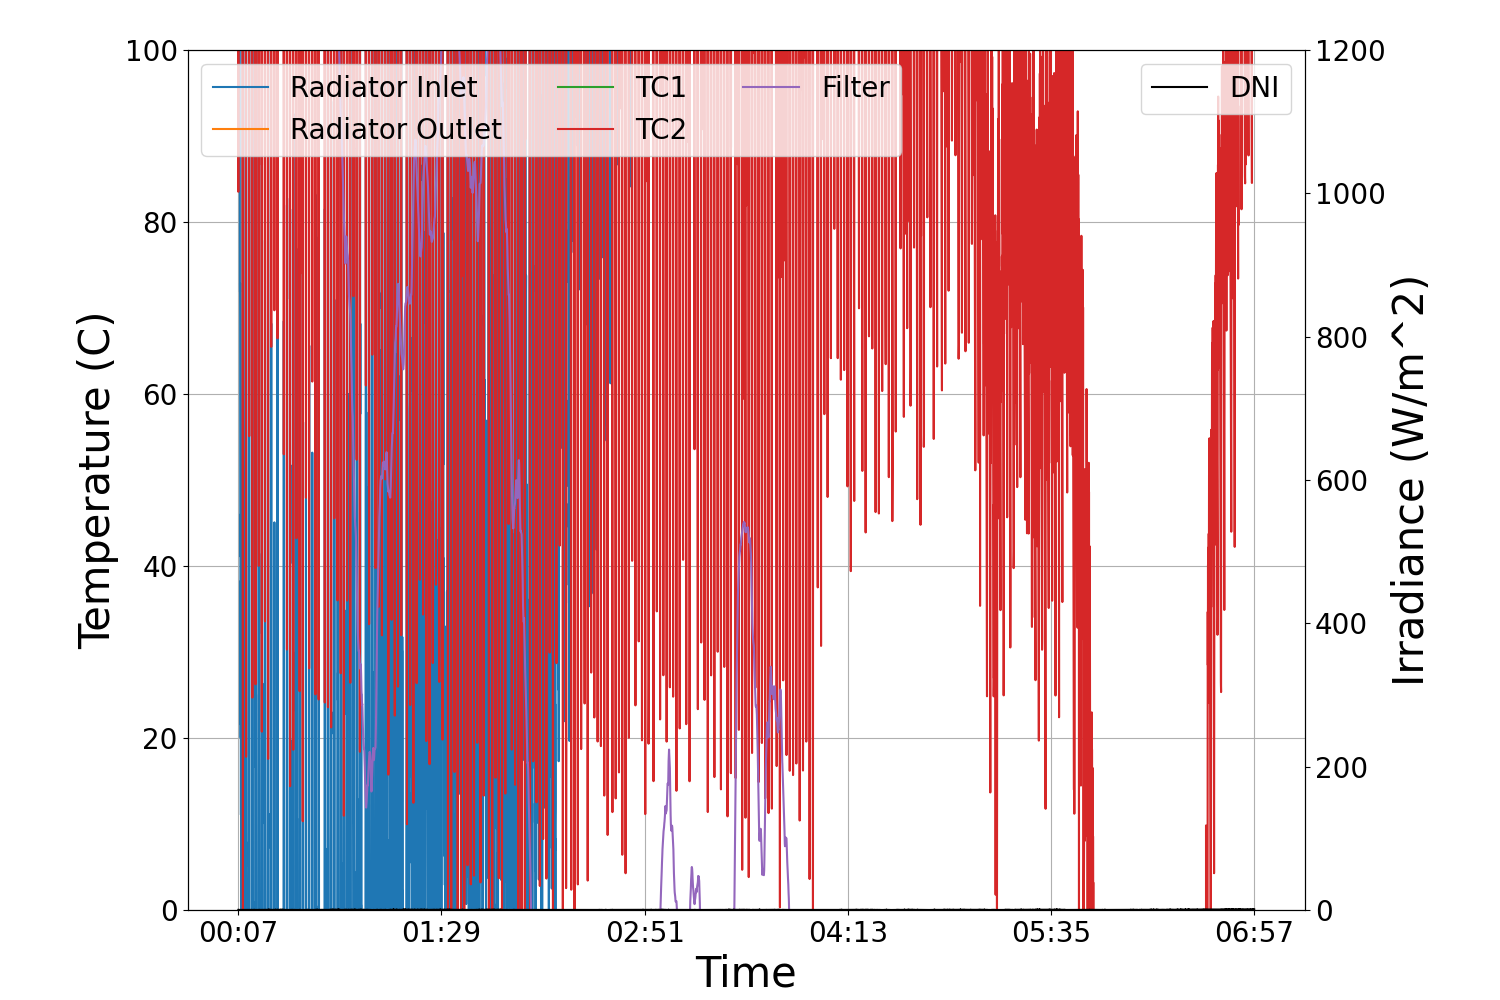 Radiator Inlet
Radiator Outlet
TC1
TC2
Filter
DNI
100
80
60
40
20
0
Temperature (C)
1200
1000
800
600
400
200
0
Irradiance (W/m^2)
00:07 01:29 02:51 04:13 05:35 06:57
Time